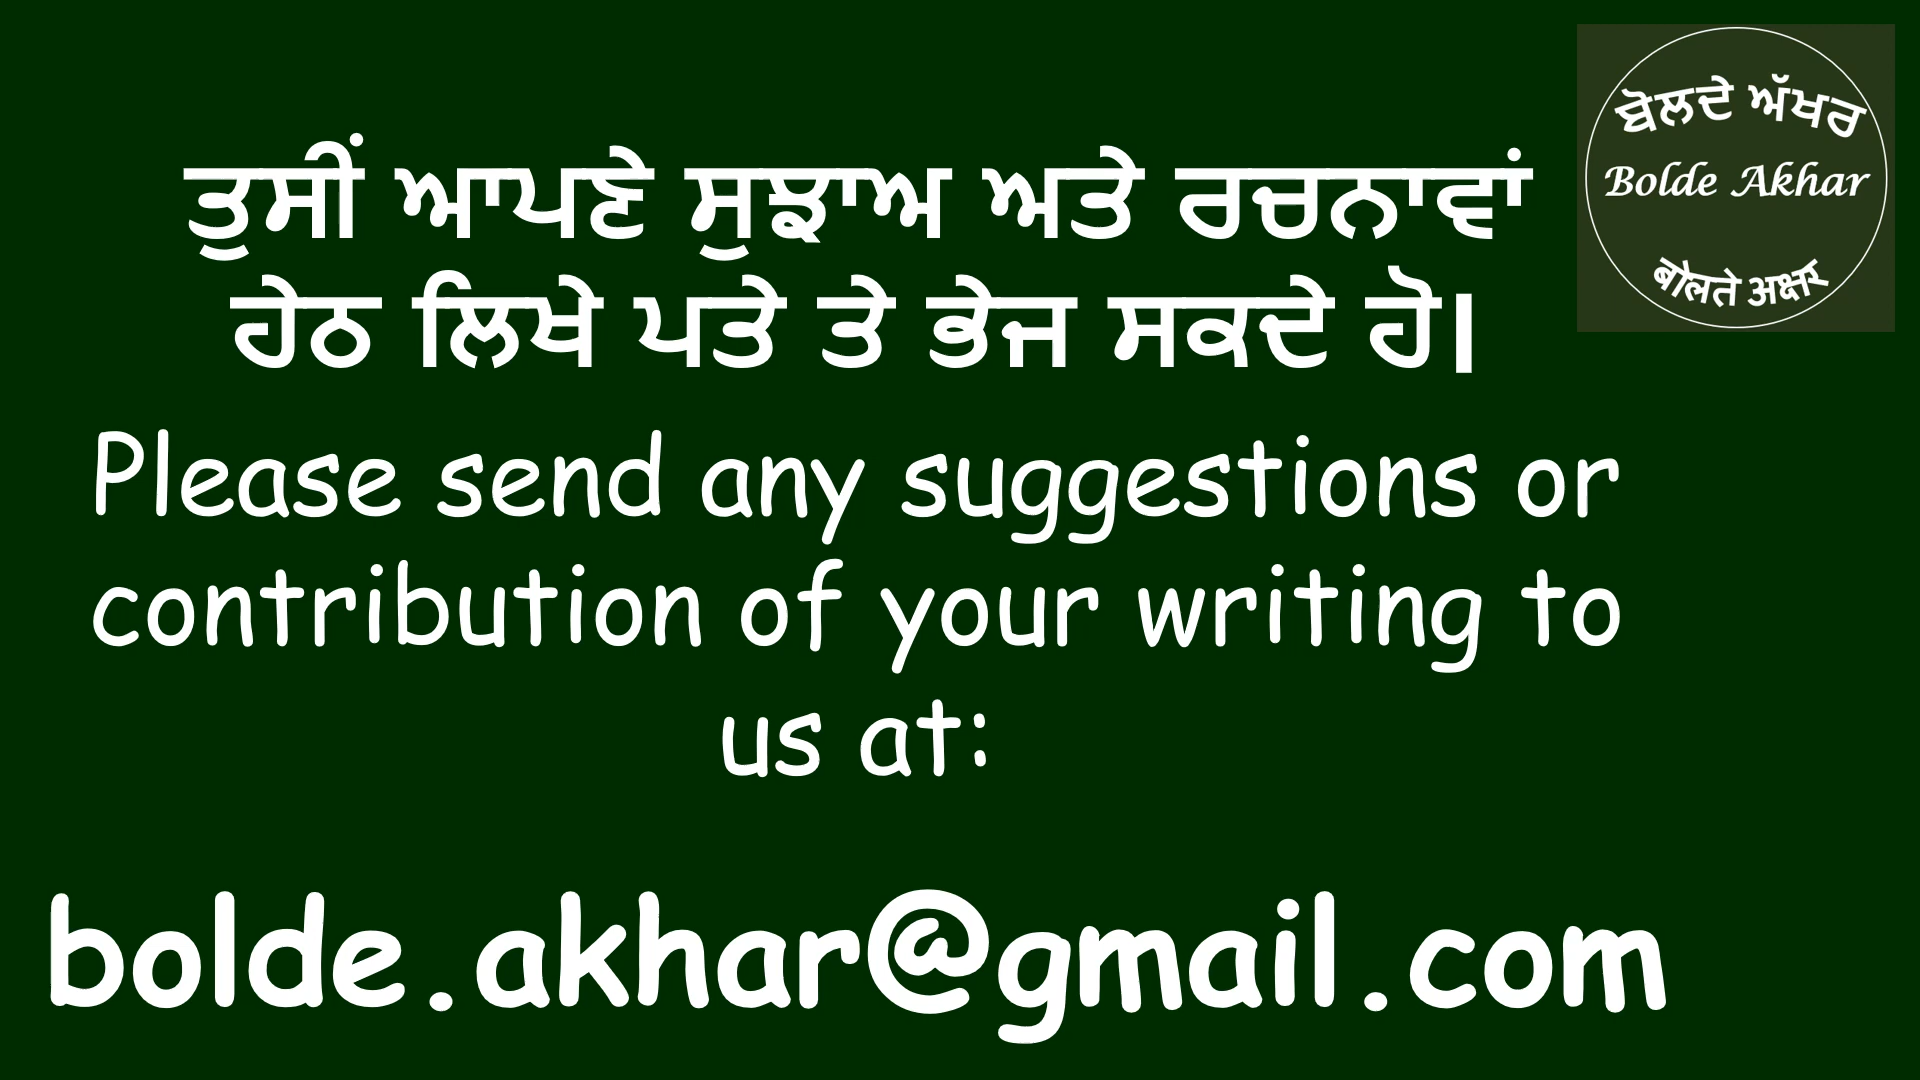 ਬੋਲਦੇ ਅੱਖਰ
Bolde Akhar
बोलते अक्षर
ਤੁਸੀਂ ਆਪਣੇ ਸੁਝਾਅ ਅਤੇ ਰਚਨਾਵਾਂ
ਹੇਠ ਲਿਖੇ ਪਤੇ ਤੇ ਭੇਜ ਸਕਦੇ ਹੋ।
Please send any suggestions or
contribution of your writing to
us at:
bolde.akhar@gmail.com